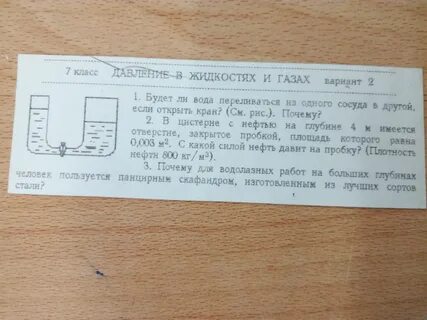 7 класс ДАВЛЕНИЕ В ЖИДКОСТЯХ И ГАЗАХ вариант 2
1. Будет ли вода переливаться из одного сосуда в другой,
если открыть кран? (См. рис.). Почему?
2. В цистерне с нефтью на глубине 4 м имеется
отверстие, закрытое пробкой, площадь которого равна
0,003 м². С какой силой нефть давит на пробку? (Плотность
нефти 800 кг/м³).
3. Почему для водолазных работ на больших глубинах
человек пользуется панцирным скафандром, изготовленным из лучших сортов
стали?